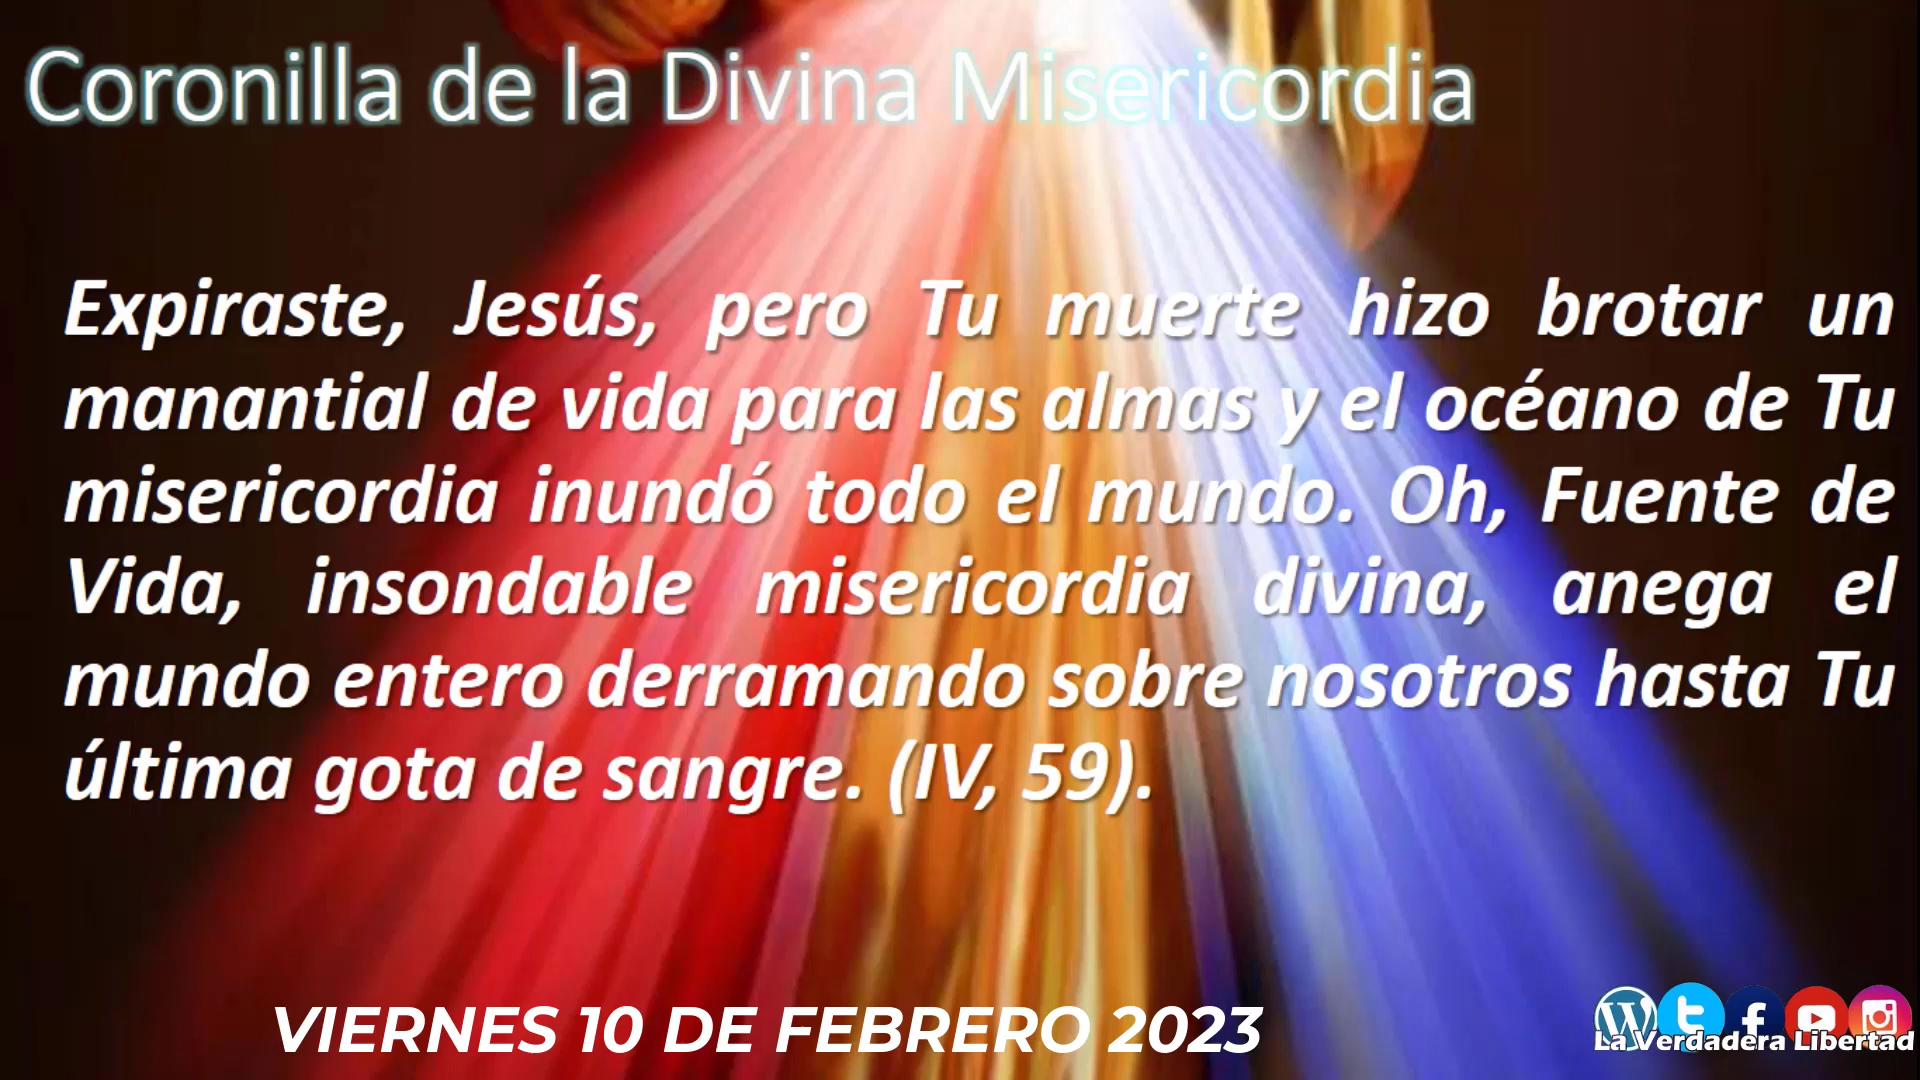 Coronilla de la Divina Misericordia
Expiraste, Jesús, pero Tu muerte hizo brotar un
manantial de vida para las almas y el océano de Tu
misericordia inundó todo el mundo. Oh, Fuente de
Vida, insondable misericordia divina, anega el
mundo entero derramando sobre nosotros hasta Tu
última gota de sangre. (IV, 59).
VIERNES 10 DE FEBRERO 2023
La Verdadera Libertad